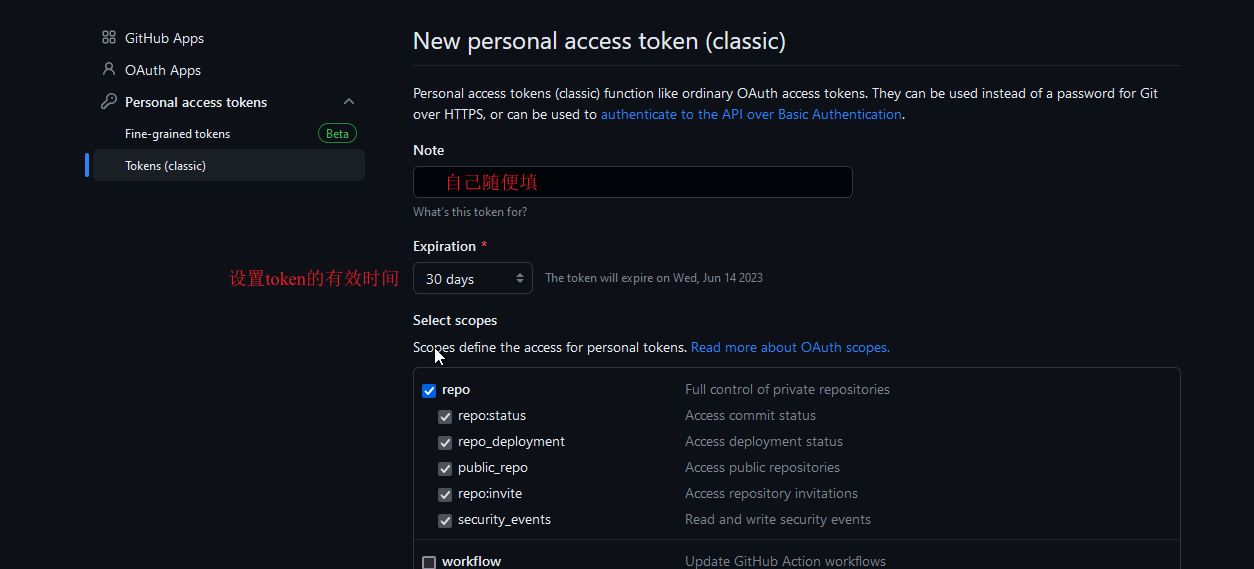 GitHub Apps
OAuth Apps
Personal access tokens
Fine-grained tokens Beta
Tokens (classic)
New personal access token (classic)
Personal access tokens (classic) function like ordinary OAuth access tokens. They can be used instead of a password for Git
over HTTPS, or can be used to authenticate to the API over Basic Authentication.
Note
自己随便填
What's this token for?
Expiration *
设置token的有效时间 30 days The token will expire on Wed, Jun 14 2023
Select scopes
Scopes define the access for personal tokens. Read more about OAuth scopes.
repo Full control of private repositories
repo:status Access commit status
repo_deployment Access deployment status
public_repo Access public repositories
repo:invite Access repository invitations
security_events Read and write security events
workflow Update GitHub Action workflows